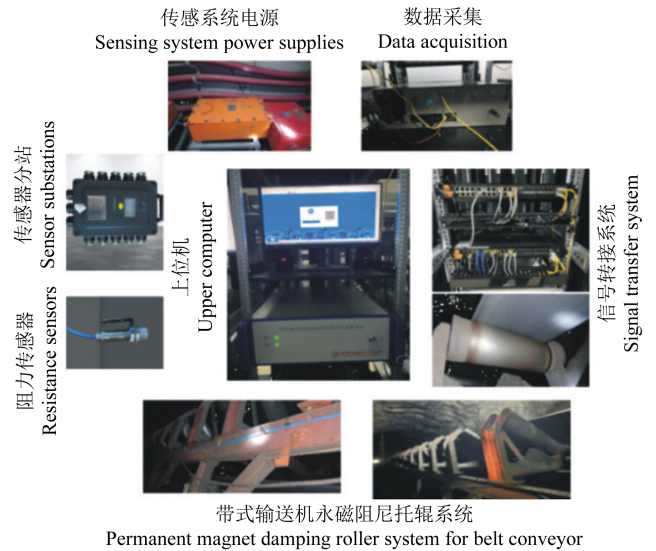 传感系统电源
Sensing system power supplies
数据采集
Data acquisition
传感器分站
Sensor substations
上位机
Upper computer
信号转接系统
Signal transfer system
阻力传感器
Resistance sensors
带式输送机永磁阻尼托辊系统
Permanent magnet damping roller system for belt conveyor